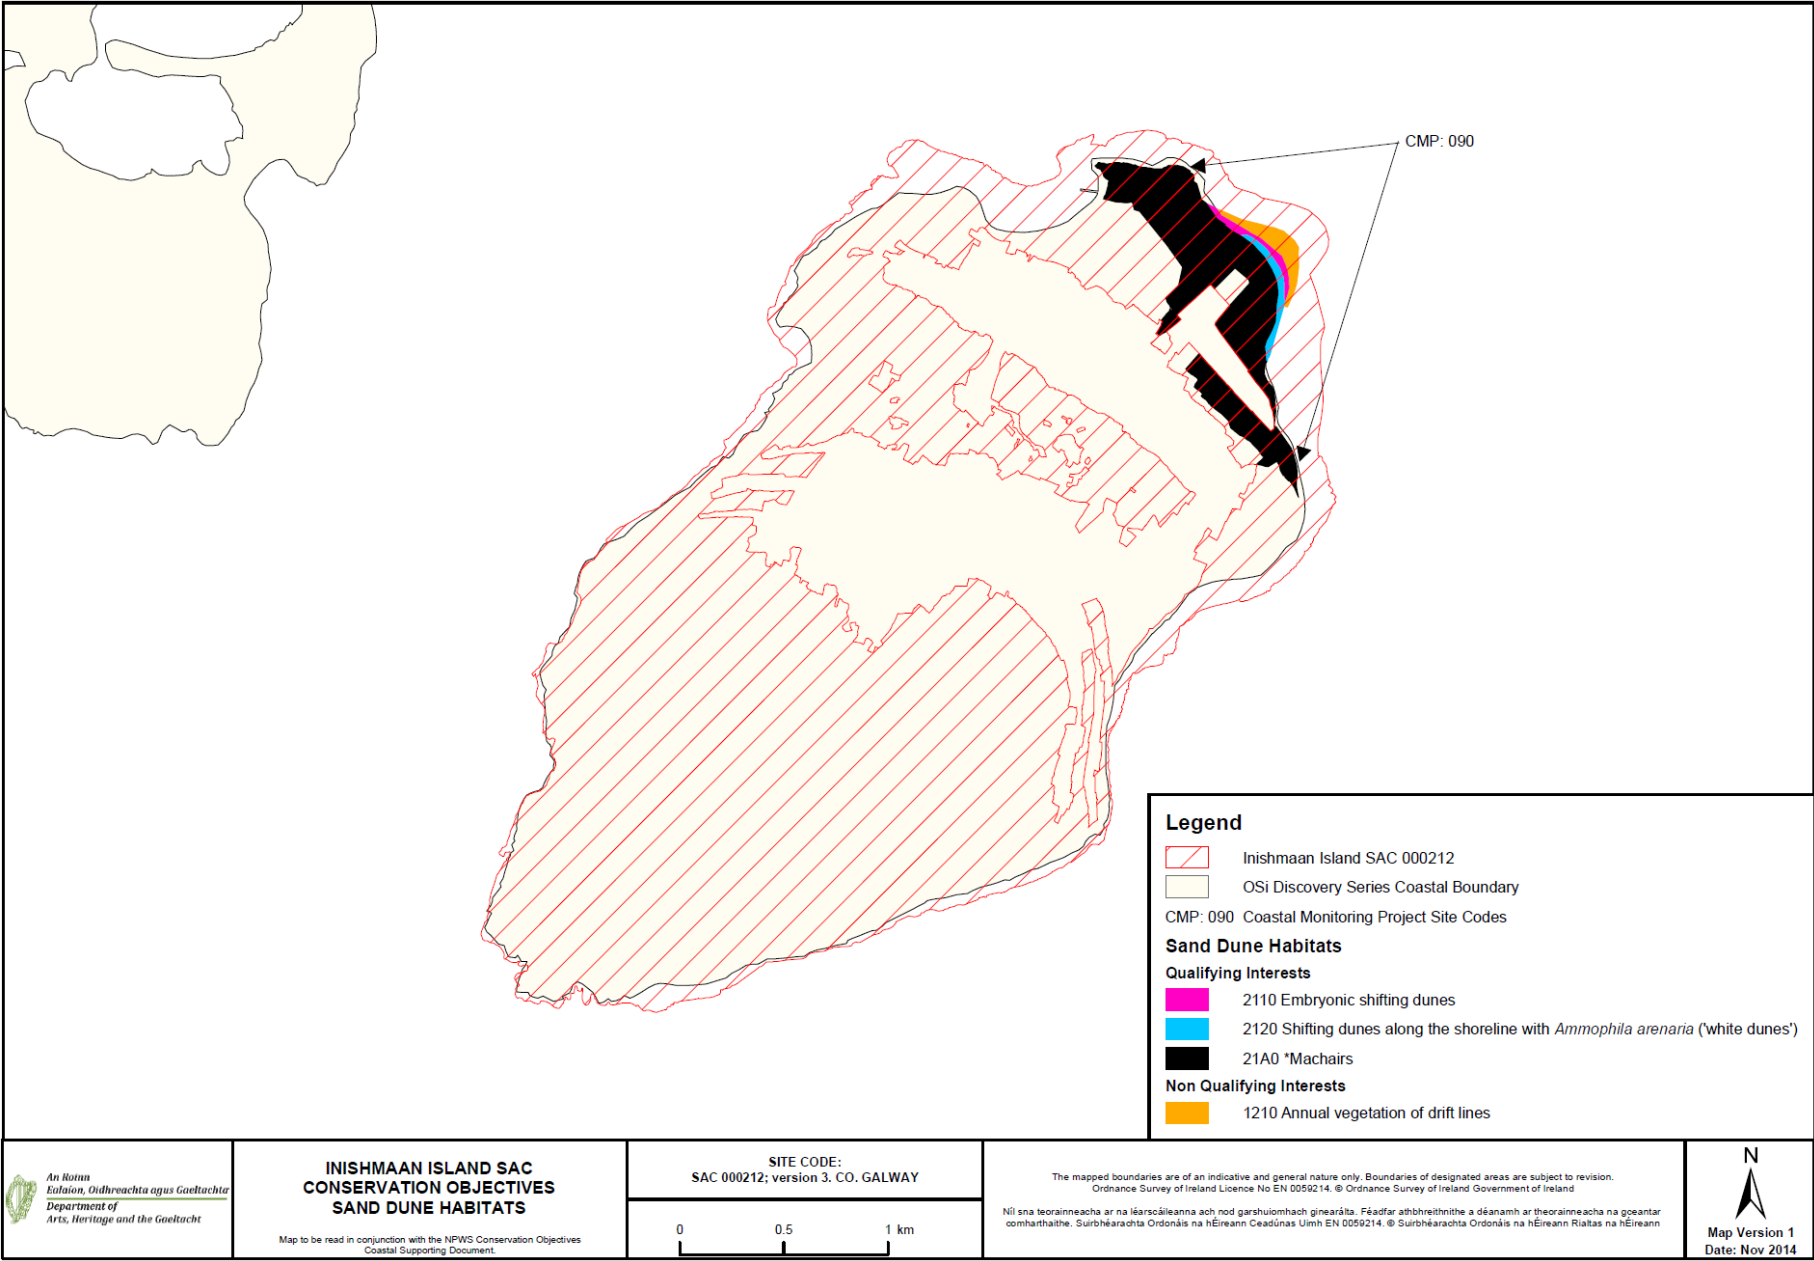 CMP: 090
Legend
Inishmaan Island SAC 000212
OSi Discovery Series Coastal Boundary
CMP: 090 Coastal Monitoring Project Site Codes
Sand Dune Habitats
Qualifying Interests
2110 Embryonic shifting dunes
2120 Shifting dunes along the shoreline with Ammophila arenaria ('white dunes')
21A0 *Machairs
Non Qualifying Interests
1210 Annual vegetation of drift lines
An Roinn
Ealaíon, Oidhreachta agus Gaeltachta
Department of
Arts, Heritage and the Gaeltacht
INISHMAAN ISLAND SAC
CONSERVATION OBJECTIVES
SAND DUNE HABITATS
Map to be read in conjunction with the NPWS Conservation Objectives
Coastal Supporting Document.
SITE CODE:
SAC 000212; version 3. CO. GALWAY
0 0.5 1 km
The mapped boundaries are of an indicative and general nature only. Boundaries of designated areas are subject to revision.
Ordnance Survey of Ireland Licence No EN 0059214. © Ordnance Survey of Ireland Government of Ireland
Níl sna teorainneacha ar na léarscáileanna ach nod garshuiomhach ginearálta. Féadfar athbhreithnithe a déanamh ar theorainneacha na gceantar
comharthaithe. Suirbhéarachta Ordonáis na hÉireann Ceadúnas Uimh EN 0059214. © Suirbhéarachta Ordonáis na hÉireann Rialtas na hÉireann
N
Map Version 1
Date: Nov 2014